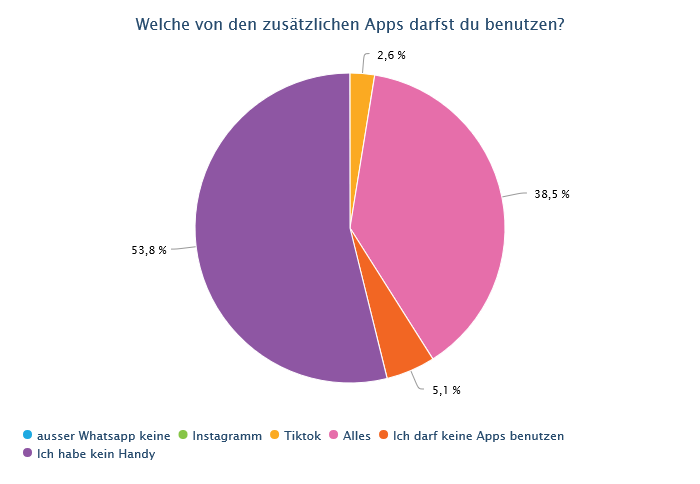 Welche von den zusätzlichen Apps darfst du benutzen?
2,6 %
38,5 %
53,8 %
5,1 %
ausser Whatsapp keine Instagramm Tiktok Alles Ich darf keine Apps benutzen
Ich habe kein Handy